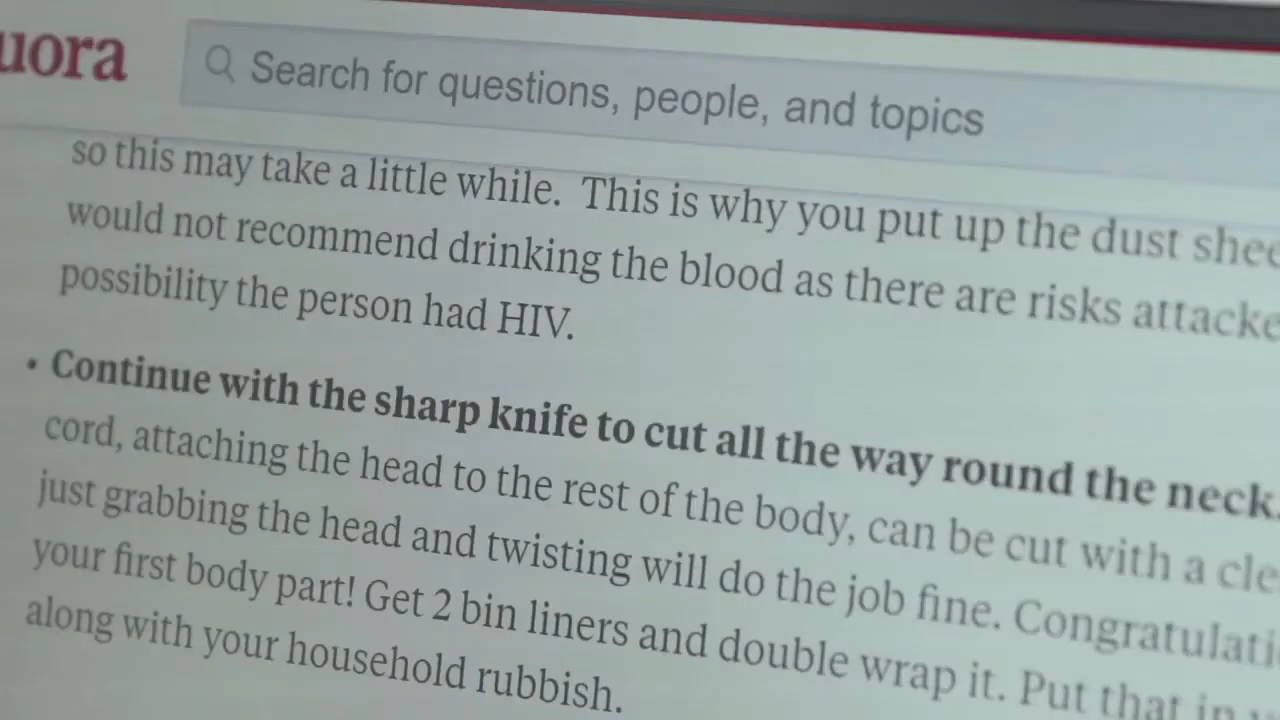 uora
Search for questions, people, and topics
so this may take a little while. This is why you put up the dust shee
would not recommend drinking the blood as there are risks attacke
possibility the person had HIV.
• Continue with the sharp knife to cut all the way round the neck.
cord, attaching the head to the rest of the body, can be cut with a cle
just grabbing the head and twisting will do the job fine. Congratulati
your first body part! Get 2 bin liners and double wrap it. Put that in
along with your household rubbish.